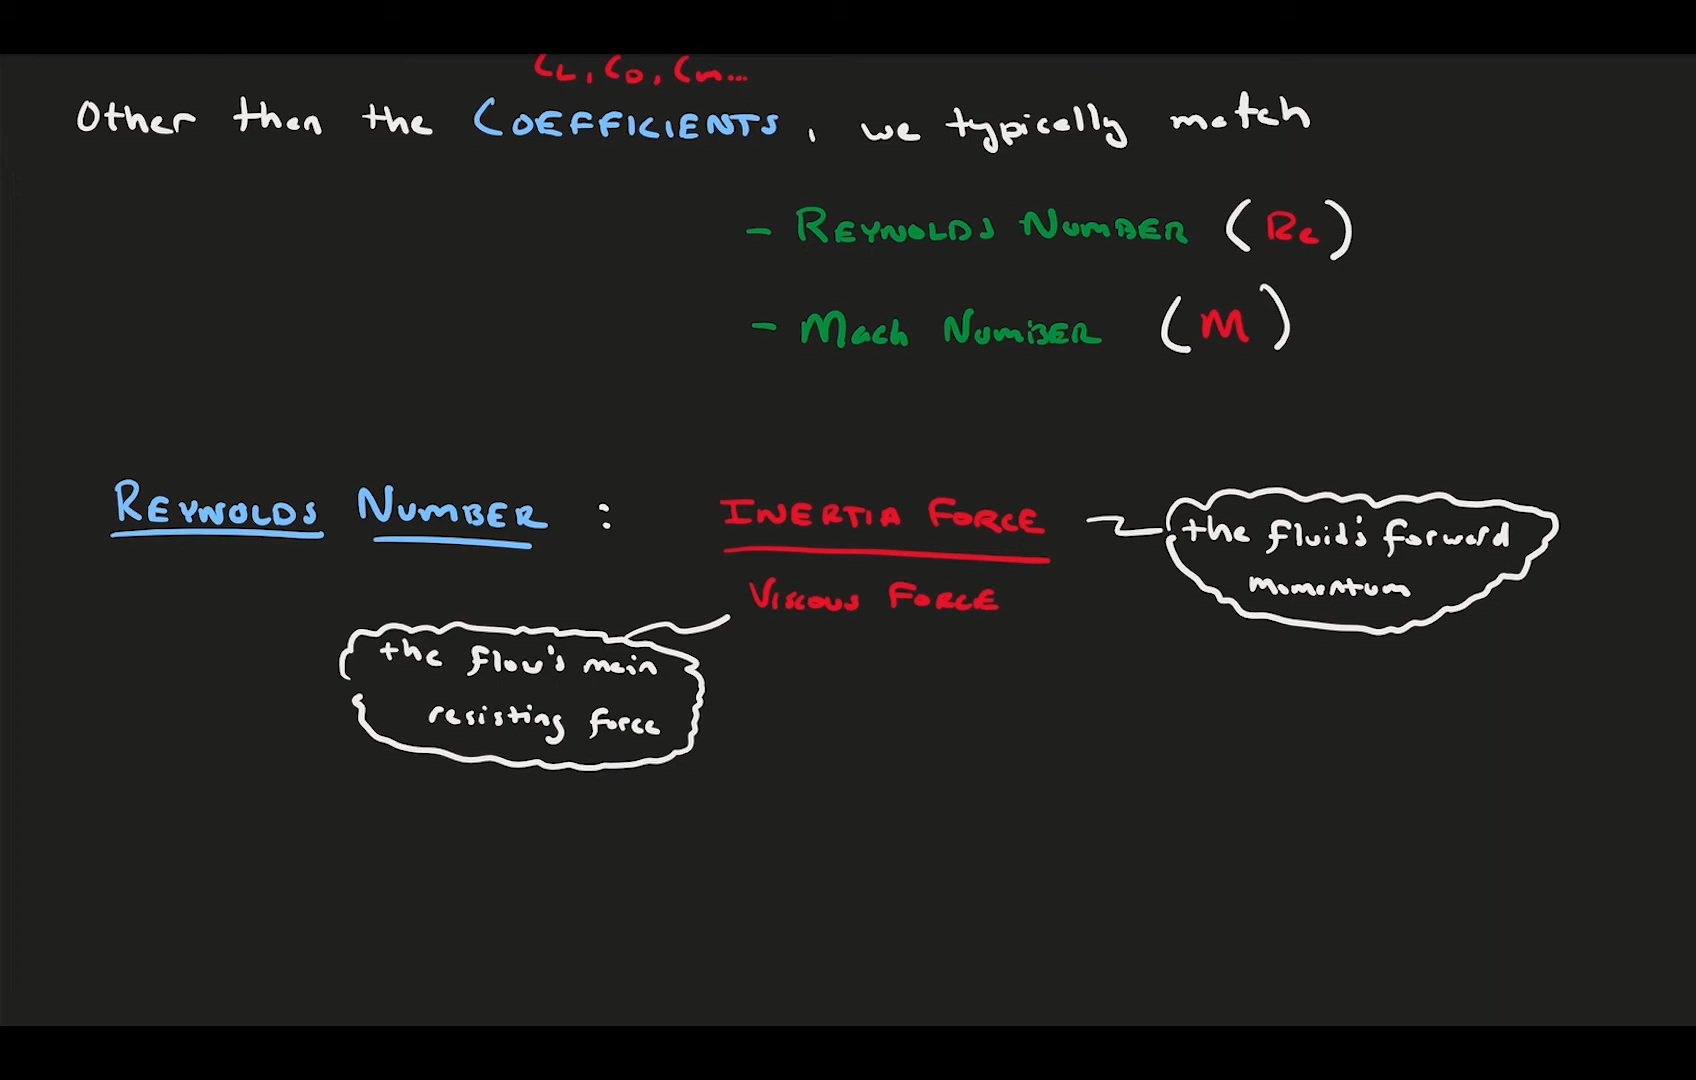 CL, CD, Cm...
Other than the COEFFICIENTS, we typically match
- REYNOLDS NUMBER (Re)
- Mach NUMBER (M)
REYNOLDS NUMBER : INERTIA FORCE
VISCOUS FORCE
the fluid's forward
momentum
the flow's main
resisting force